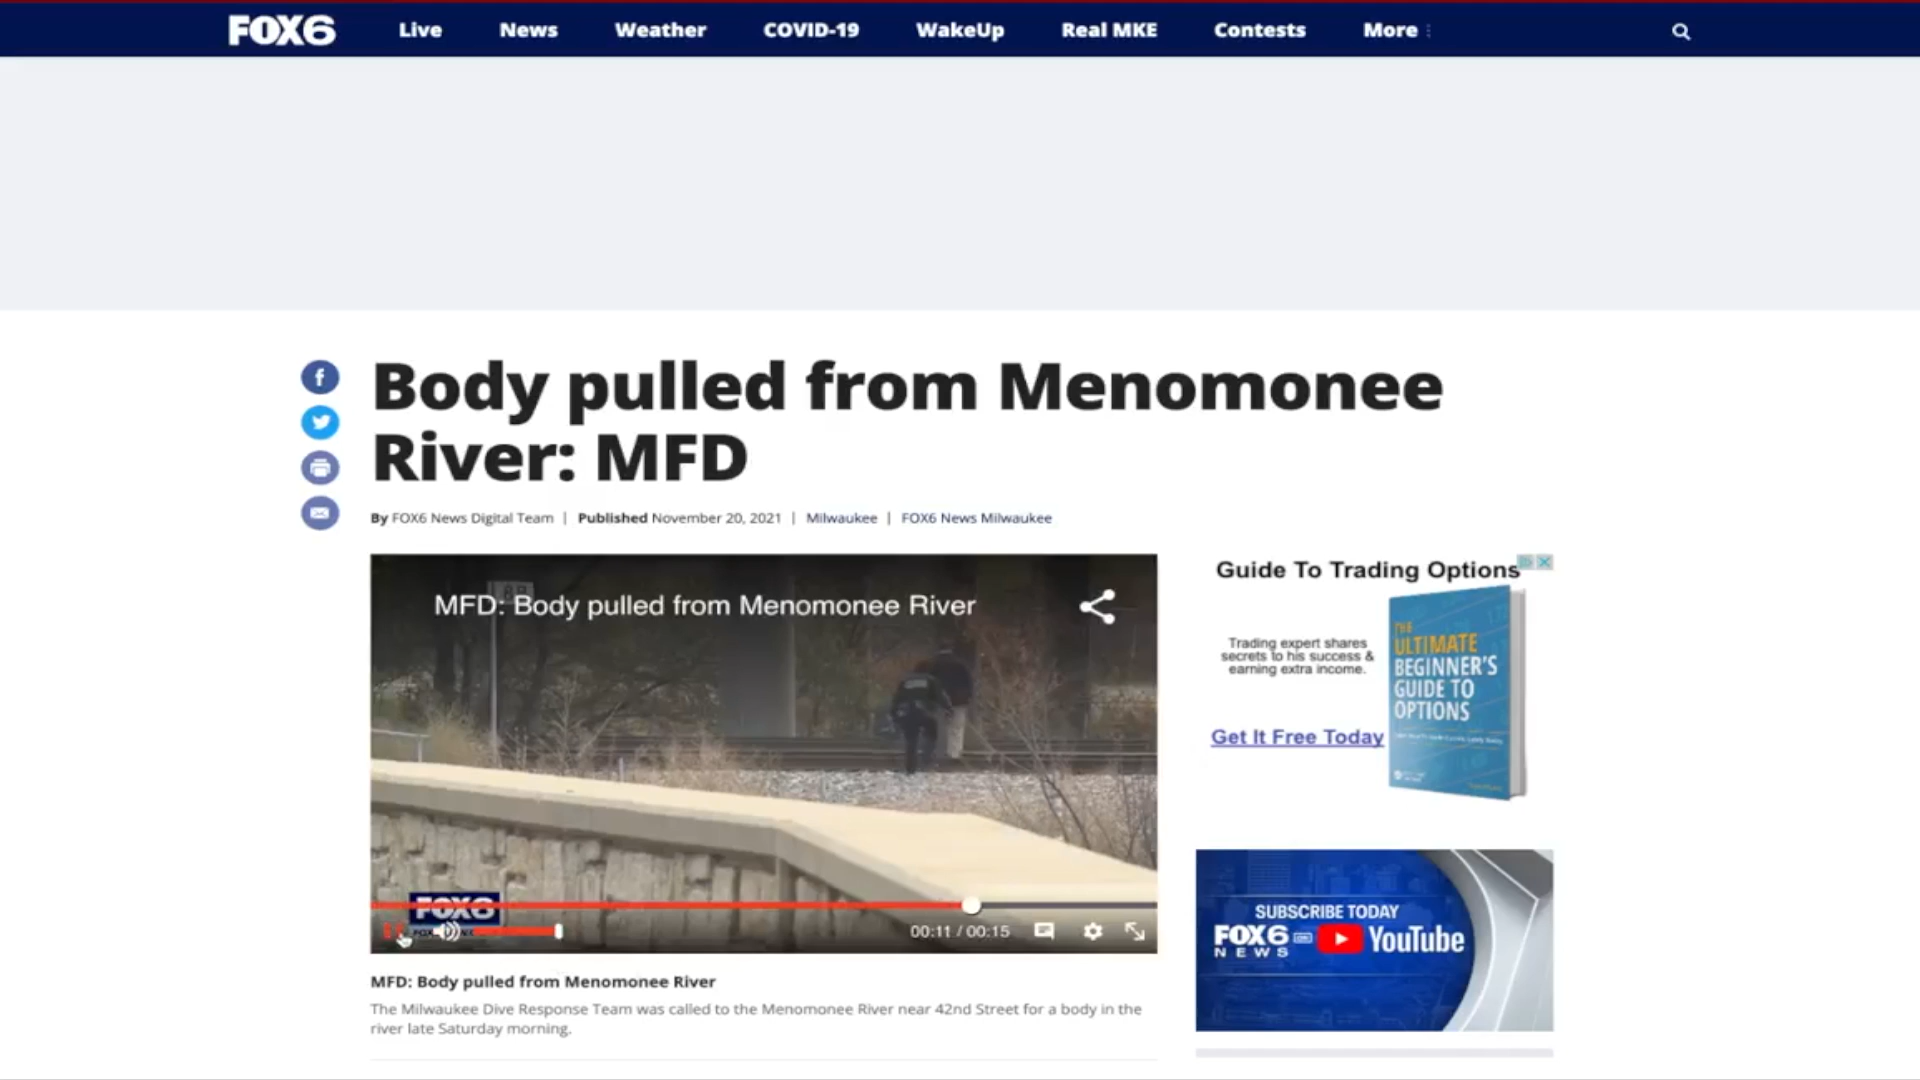 FOX6 Live News Weather COVID-19 WakeUp Real MKE Contests More
Body pulled from Menomonee
River: MFD
By FOX6 News Digital Team | Published November 20, 2021 | Milwaukee | FOX6 News Milwaukee
MFD: Body pulled from Menomonee River
FOX6
00:11 / 00:15
MFD: Body pulled from Menomonee River
The Milwaukee Dive Response Team was called to the Menomonee River near 42nd Street for a body in the
river late Saturday morning.
Guide To Trading Options
Trading expert shares
secrets to his success &
earning extra income.
Get It Free Today
THE
ULTIMATE
BEGINNER'S
GUIDE TO
OPTIONS
SUBSCRIBE TODAY
FOX6 ON YouTube
NEWS